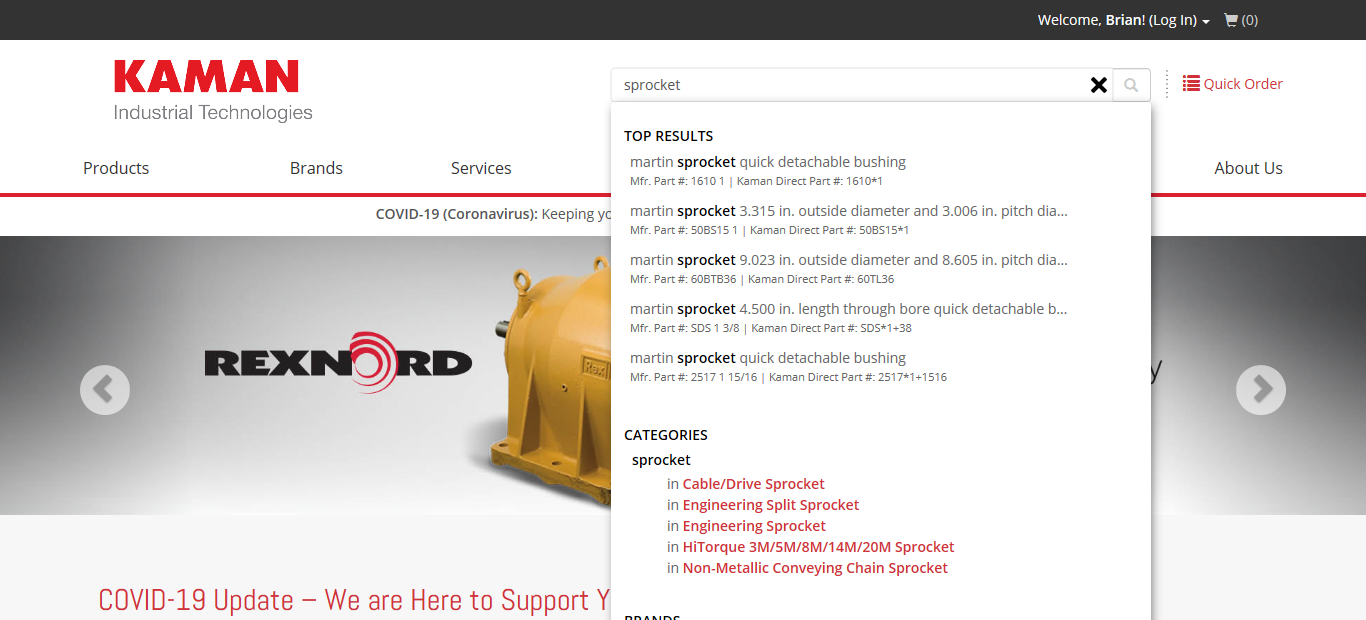 Welcome, Brian! (Log In) (0)
KAMAN
Industrial Technologies
sprocket
Quick Order
Products Brands Services About Us
COVID-19 (Coronavirus): Keeping
REXNORD
TOP RESULTS
martin sprocket quick detachable bushing
Mfr. Part #: 1610 1 | Kaman Direct Part #: 1610*1
martin sprocket 3.315 in. outside diameter and 3.006 in. pitch dia...
Mfr. Part #: 50BS15 1 | Kaman Direct Part #: 50BS15*1
martin sprocket 9.023 in. outside diameter and 8.605 in. pitch dia...
Mfr. Part #: 60BTB36 | Kaman Direct Part #: 60TL36
martin sprocket 4.500 in. length through bore quick detachable b...
Mfr. Part #: SDS 1 3/8 | Kaman Direct Part #: SDS*1+38
martin sprocket quick detachable bushing
Mfr. Part #: 2517 1 15/16 | Kaman Direct Part #: 2517*1+1516
CATEGORIES
sprocket
in Cable/Drive Sprocket
in Engineering Split Sprocket
in Engineering Sprocket
in HiTorque 3M/5M/8M/14M/20M Sprocket
in Non-Metallic Conveying Chain Sprocket
BRANDS
COVID-19 Update – We are Here to Support